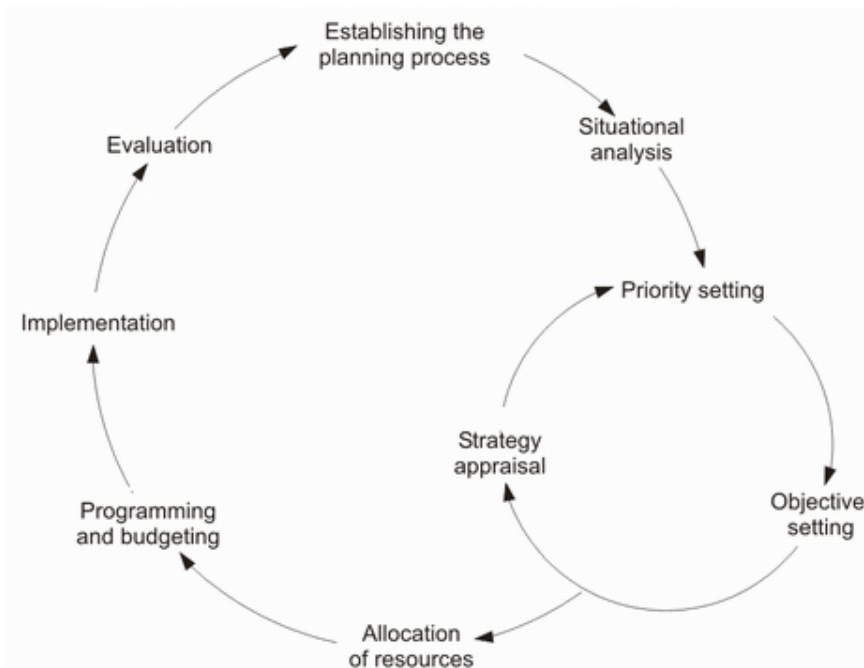 Establishing the
planning process
Situational
analysis
Priority setting
Objective
setting
Strategy
appraisal
Allocation
of resources
Programming
and budgeting
Implementation
Evaluation